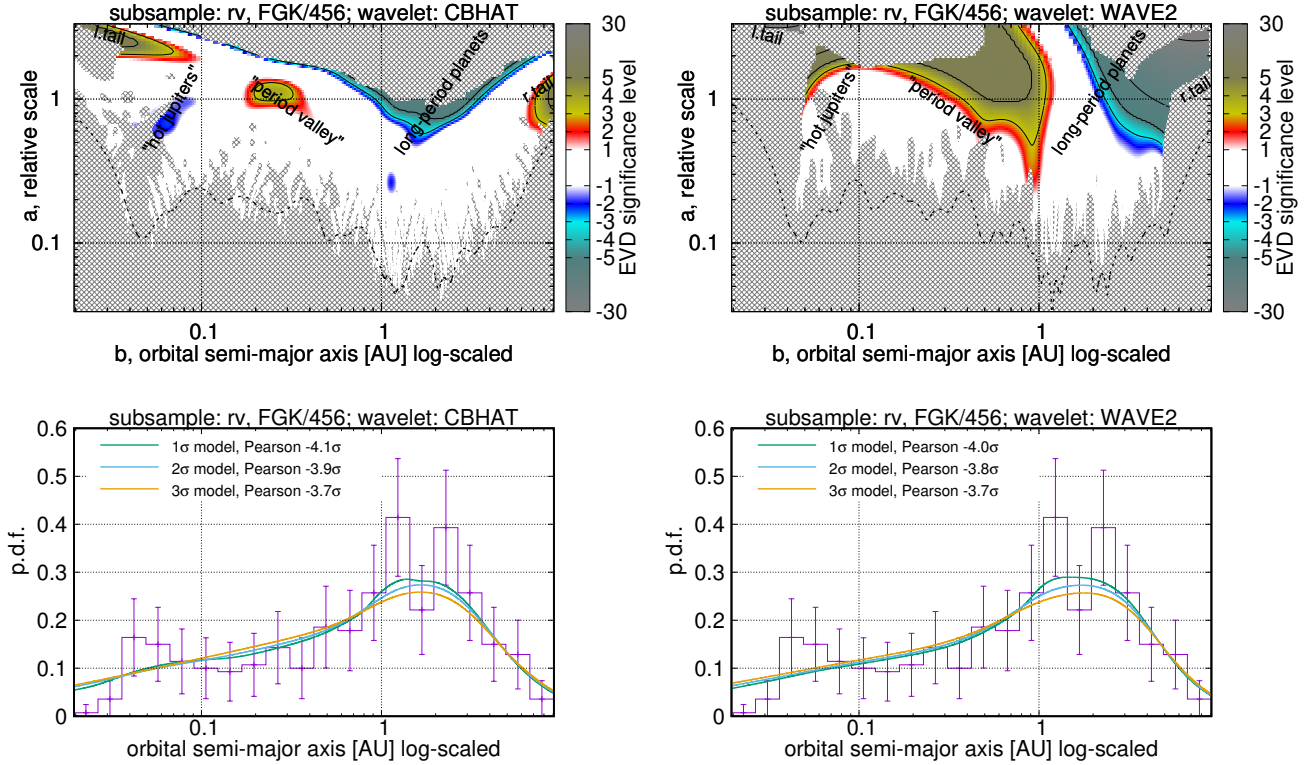 subsample: rv, FGK/456; wavelet: CBHAT
a, relative scale
1
0.1
l.tail
"hot jupiters"
"period valley"
long-period planets
r.tail
30
5
4
3
2
1
-1
-2
-3
-4
-5
-30
EVD significance level
0.1
1
b, orbital semi-major axis [AU] log-scaled
subsample: rv, FGK/456; wavelet: WAVE2
a, relative scale
1
0.1
l.tail
"hot jupiters"
"period valley"
long-period planets
r.tail
30
5
4
3
2
1
-1
-2
-3
-4
-5
-30
EVD significance level
0.1
1
b, orbital semi-major axis [AU] log-scaled
subsample: rv, FGK/456; wavelet: CBHAT
p.d.f.
0.6
0.5
0.4
0.3
0.2
0.1
0
1σ model, Pearson -4.1σ
2σ model, Pearson -3.9σ
3σ model, Pearson -3.7σ
0.1
1
orbital semi-major axis [AU] log-scaled
subsample: rv, FGK/456; wavelet: WAVE2
p.d.f.
0.6
0.5
0.4
0.3
0.2
0.1
0
1σ model, Pearson -4.0σ
2σ model, Pearson -3.8σ
3σ model, Pearson -3.7σ
0.1
1
orbital semi-major axis [AU] log-scaled